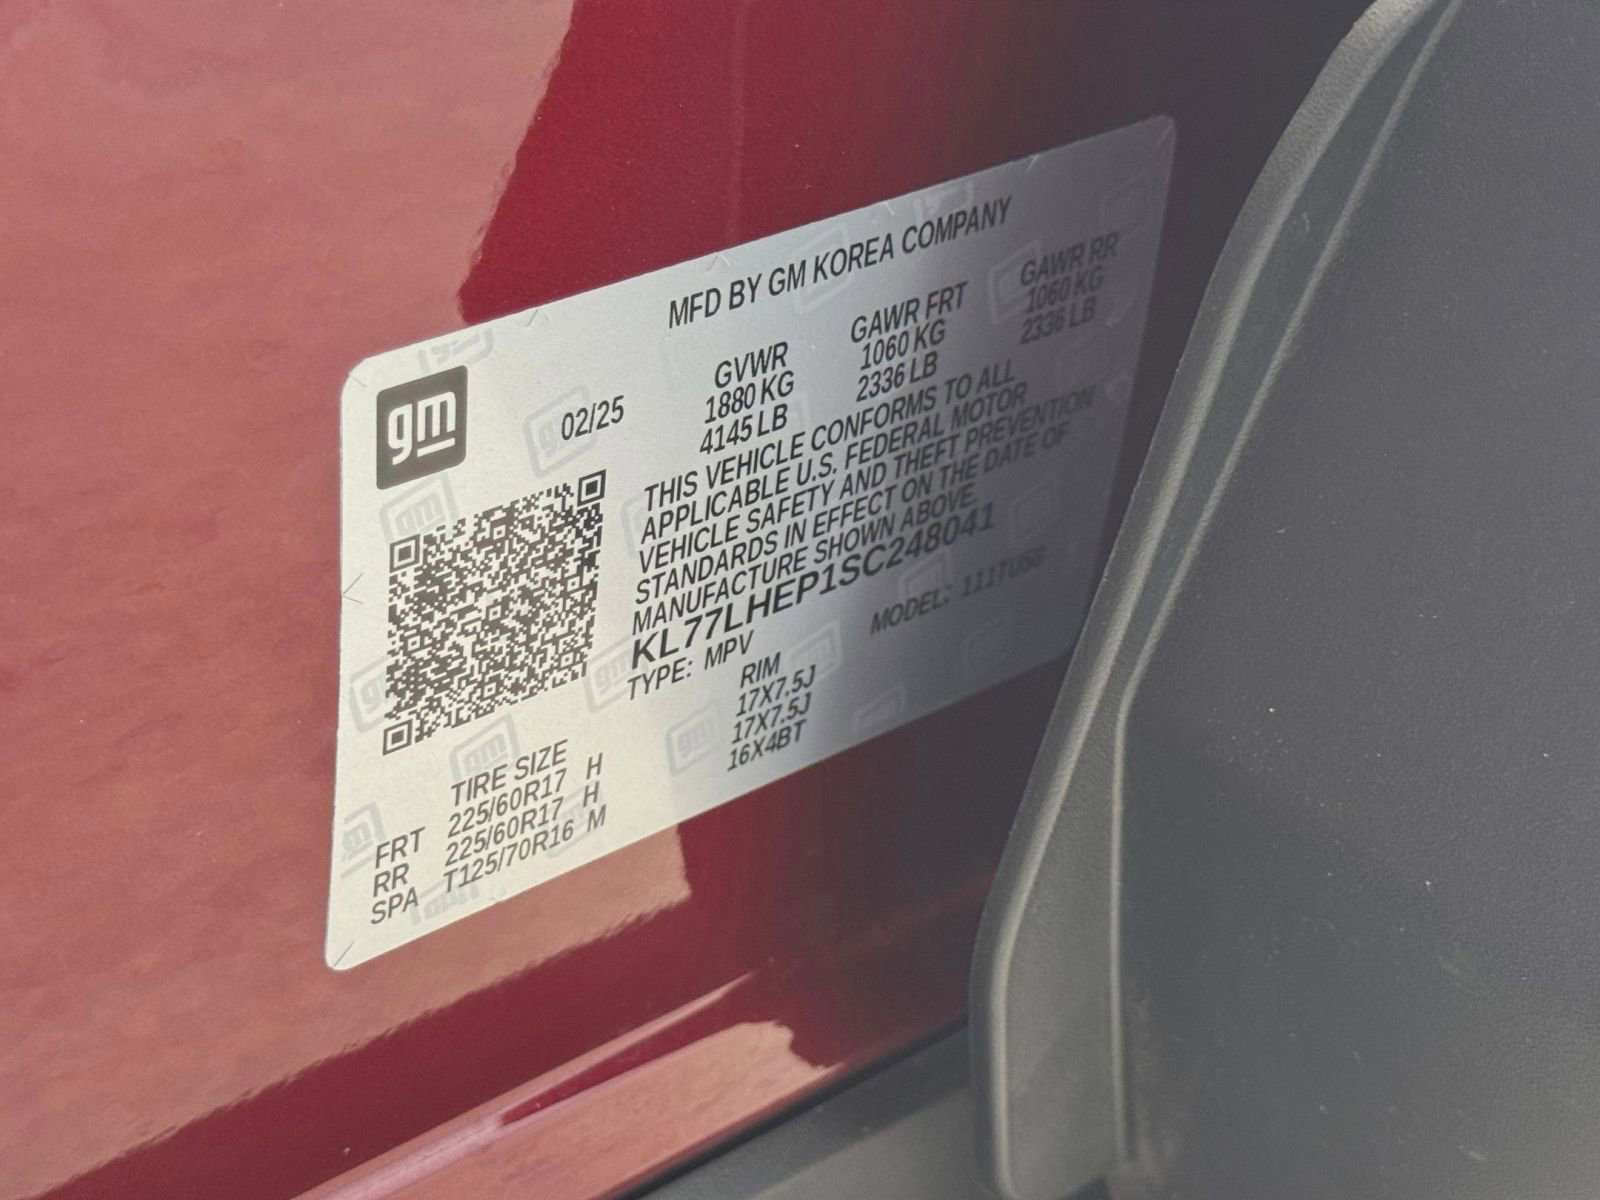 MFD BY GM KOREA COMPANY
gm
02/25
GVWR GAWR FRT GAWR RR
1880 KG 1060 KG 1060 KG
4145 LB 2336 LB 2336 LB
THIS VEHICLE CONFORMS TO ALL
APPLICABLE U.S. FEDERAL MOTOR
VEHICLE SAFETY AND THEFT PREVENTION
STANDARDS IN EFFECT ON THE DATE OF
MANUFACTURE SHOWN ABOVE.
KL77LHEP1SC248041
TYPE: MPV MODEL:
TIRE SIZE RIM
FRT 225/60R17 H 17X7.5J
RR 225/60R17 H 17X7.5J
SPA T125/70R16 M 16X4BT